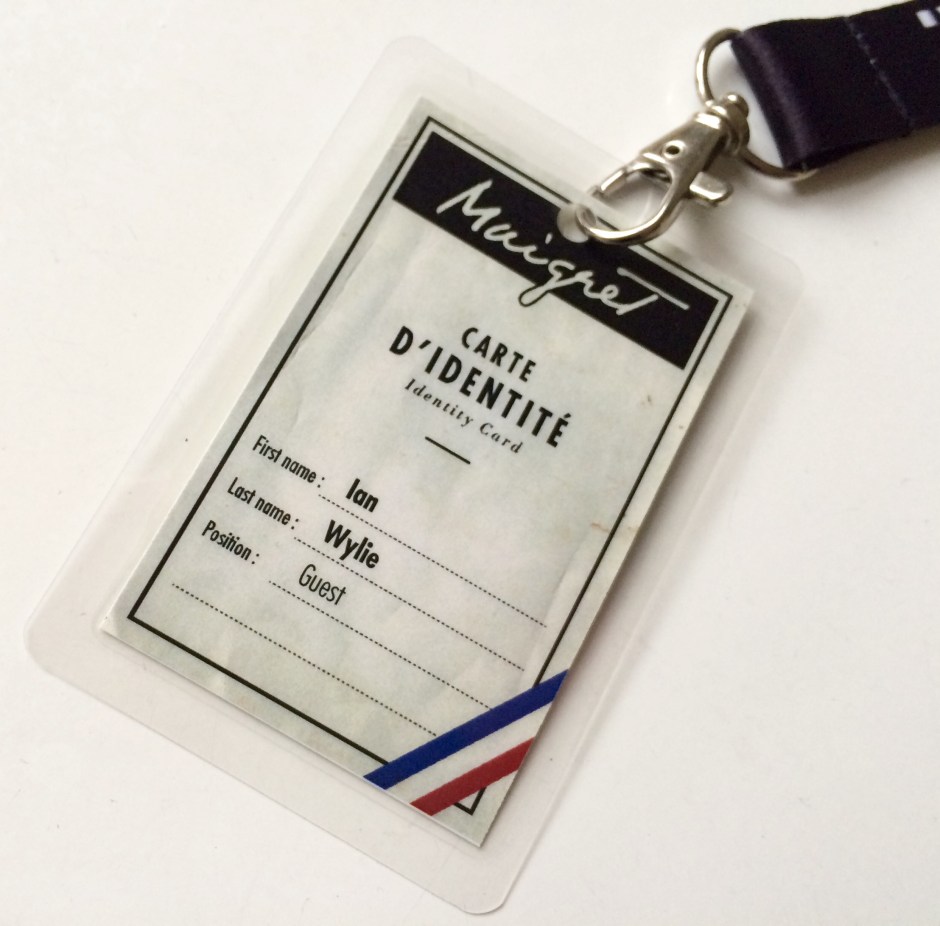 Maigret
CARTE
D'IDENTITÉ
Identity Card
First name : Ian
Last name : Wylie
Position : Guest